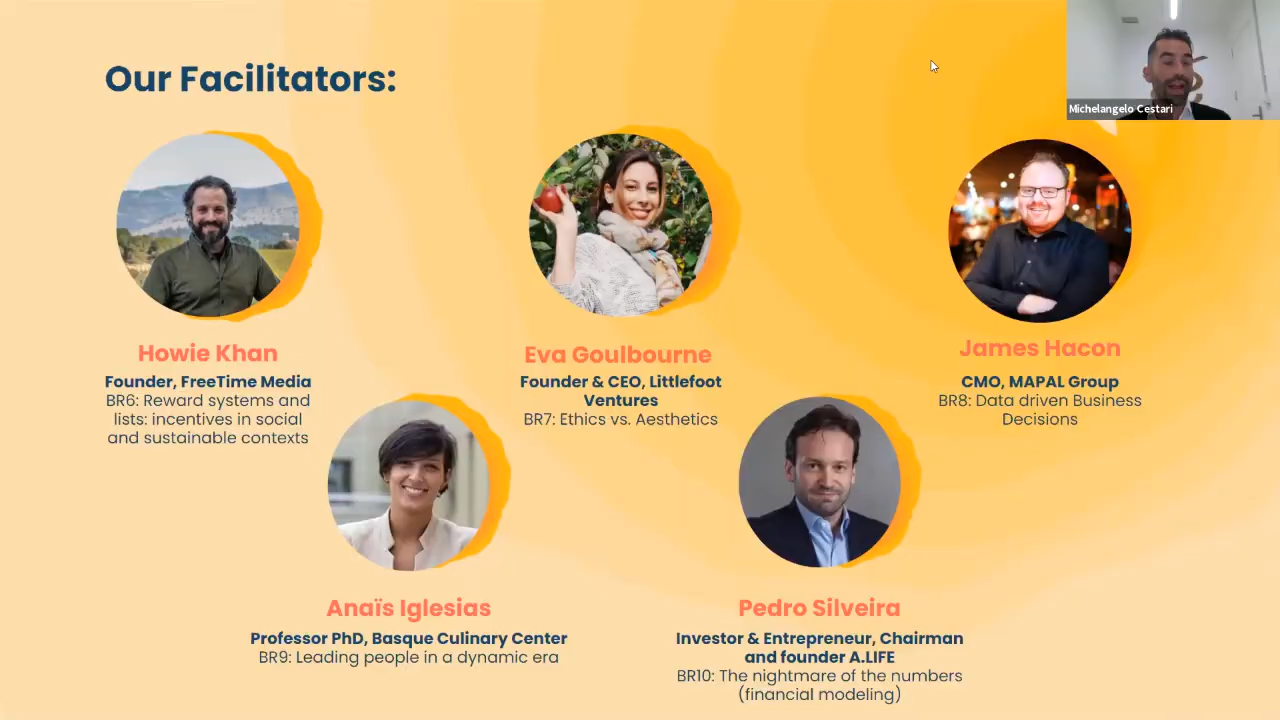 Our Facilitators:
Michelangelo Cestari
Howie Khan
Founder, FreeTime Media
BR6: Reward systems and
lists: incentives in social
and sustainable contexts
Eva Goulbourne
Founder & CEO, Littlefoot
Ventures
BR7: Ethics vs. Aesthetics
James Hacon
CMO, MAPAL Group
BR8: Data driven Business
Decisions
Anaïs Iglesias
Professor PhD, Basque Culinary Center
BR9: Leading people in a dynamic era
Pedro Silveira
Investor & Entrepreneur, Chairman
and founder A.LIFE
BR10: The nightmare of the numbers
(financial modeling)